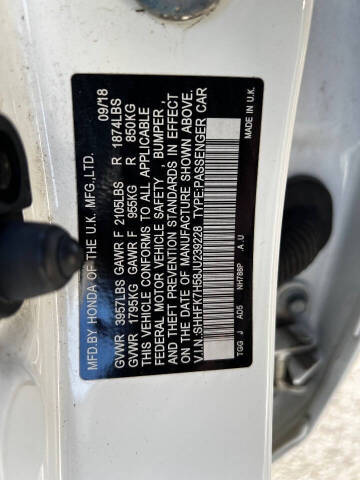 MFD.BY HONDA OF THE U.K. MFG.,LTD. 09/18
GVWR 3957LBS GAWR F 2105LBS R 1874LBS
GVWR 1795KG GAWR F 955KG R 850KG
THIS VEHICLE CONFORMS TO ALL APPLICABLE
FEDERAL MOTOR VEHICLE SAFETY, BUMPER, AND
THEFT PREVENTION STANDARDS IN EFFECT
ON THE DATE OF MANUFACTURE SHOWN ABOVE.
V.I.N.:SHHFK7H58JU239228 TYPE:PASSENGER CAR
TGG J AD5 NH788P .A.U MADE IN U.K.